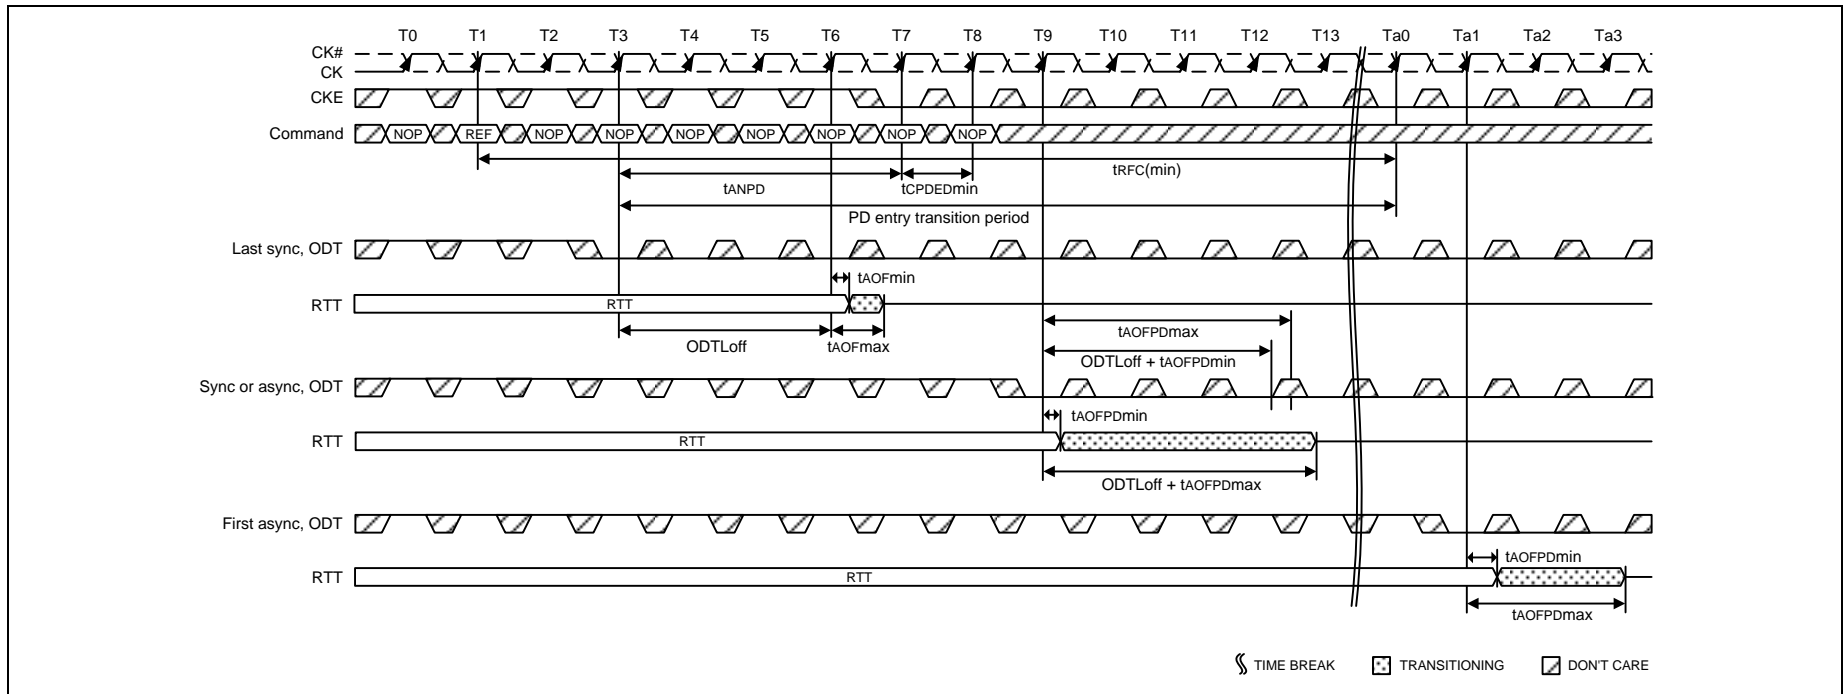 T0 T1 T2 T3 T4 T5 T6 T7 T8 T9 T10 T11 T12 T13 Ta0 Ta1 Ta2 Ta3
CK#
CK
CKE
Command NOP REF NOP NOP NOP NOP NOP NOP NOP
tRFC(min)
tANPD tCPDEDmin
PD entry transition period
Last sync, ODT
tAOFmin
RTT RTT
tAOFPDmax
ODTLoff tAOFmax
ODTLoff + tAOFPDmin
Sync or async, ODT
tAOFPDmin
RTT RTT
ODTLoff + tAOFPDmax
First async, ODT
tAOFPDmin
RTT RTT
tAOFPDmax
TIME BREAK TRANSITIONING DON'T CARE